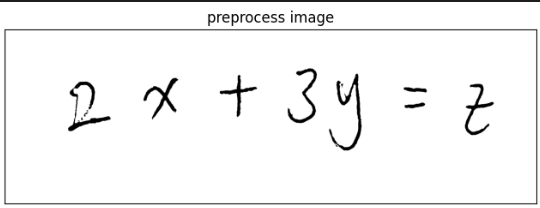 preprocess image
2x + 3y = z